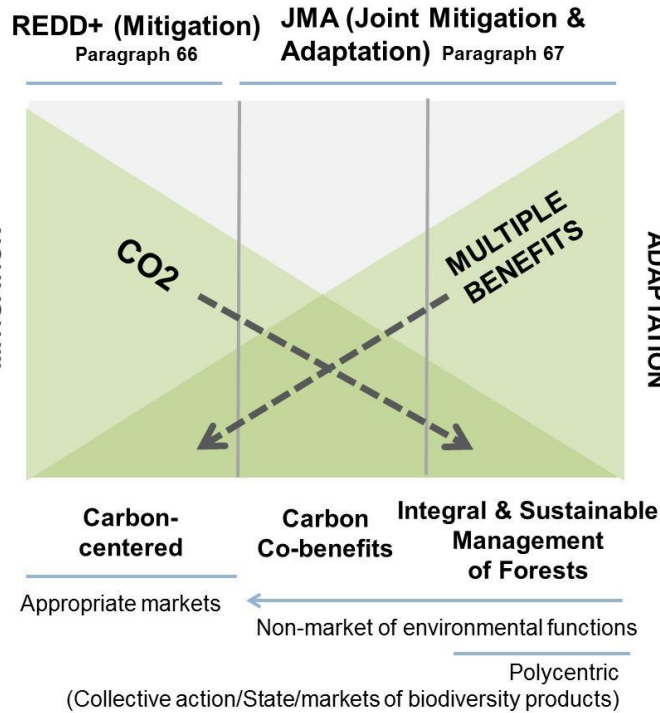 REDD+ (Mitigation)
Paragraph 66
JMA (Joint Mitigation &
Adaptation) Paragraph 67
CO2
MULTIPLE
BENEFITS
ADAPTATION
Carbon-
centered
Carbon
Co-benefits
Integral & Sustainable
Management
of Forests
Appropriate markets
Non-market of environmental functions
Polycentric
(Collective action/State/markets of biodiversity products)